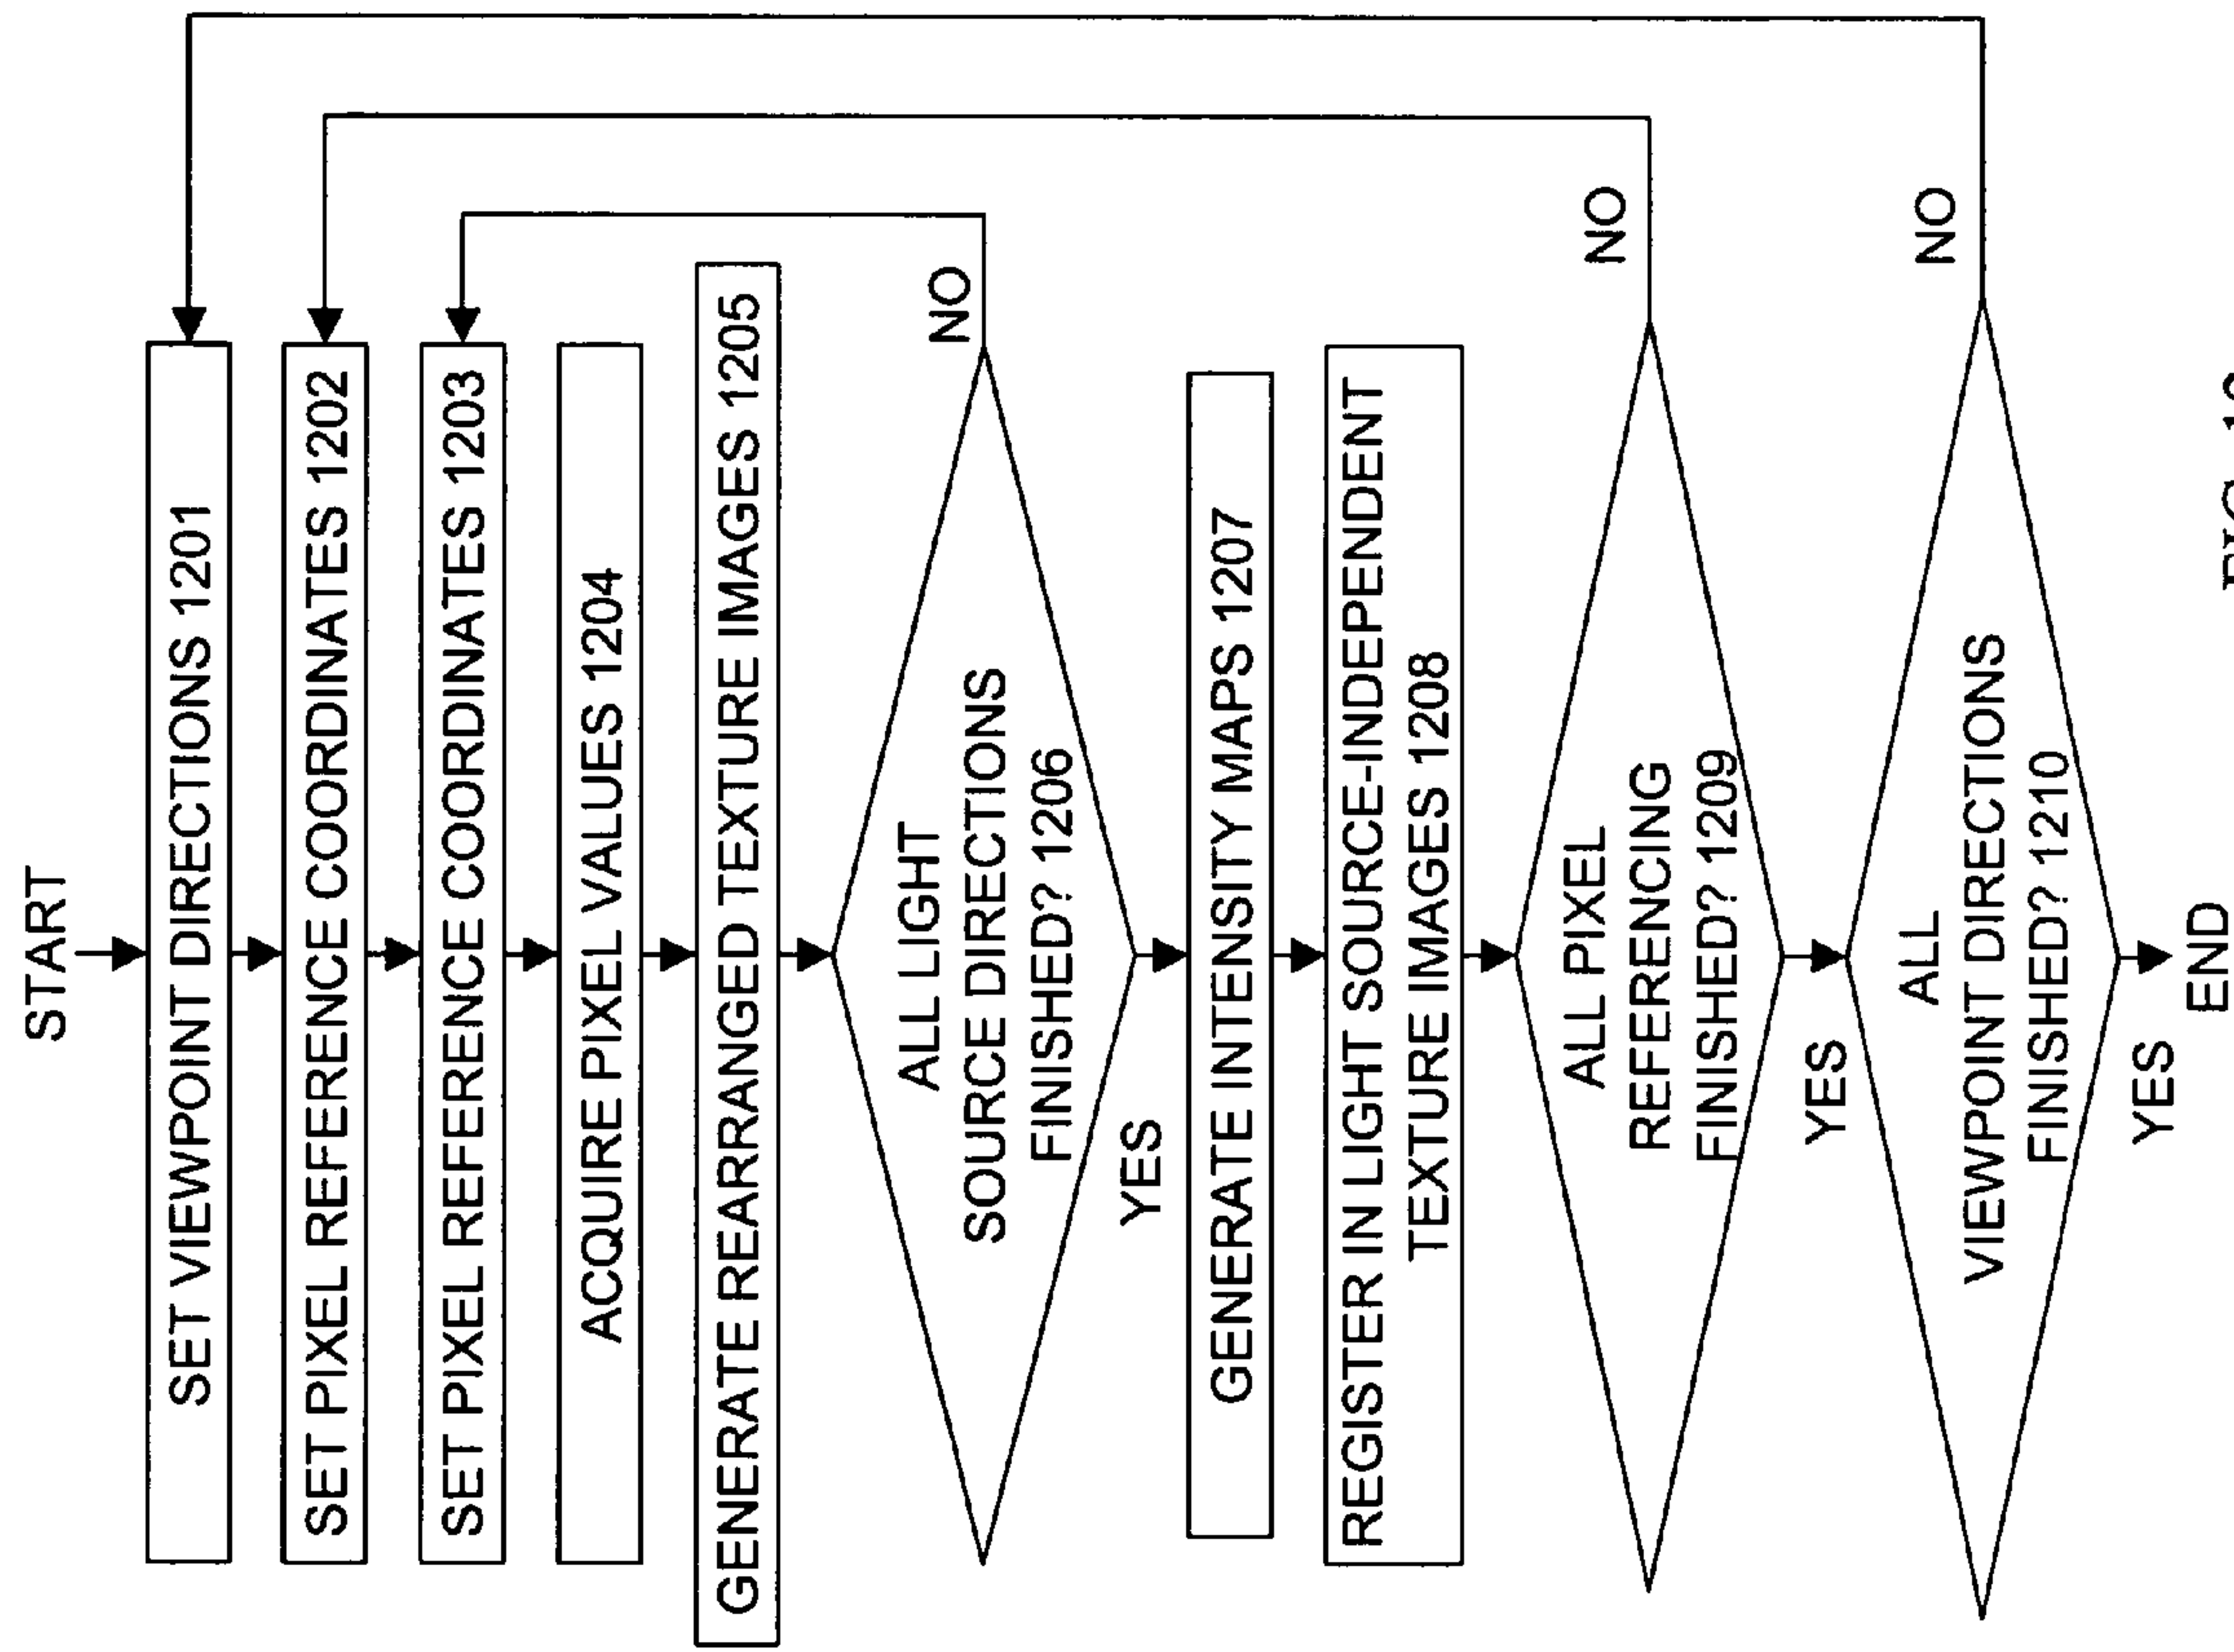 START
SET VIEWPOINT DIRECTIONS 1201
SET PIXEL REFERENCE COORDINATES 1202
SET PIXEL REFERENCE COORDINATES 1203
ACQUIRE PIXEL VALUES 1204
GENERATE REARRANGED TEXTURE IMAGES 1205
ALL LIGHT
SOURCE DIRECTIONS
FINISHED? 1206
NO
YES
GENERATE INTENSITY MAPS 1207
REGISTER IN LIGHT SOURCE-INDEPENDENT
TEXTURE IMAGES 1208
ALL PIXEL
REFERENCING
FINISHED? 1209
NO
YES
ALL
VIEWPOINT DIRECTIONS
FINISHED? 1210
NO
YES
END